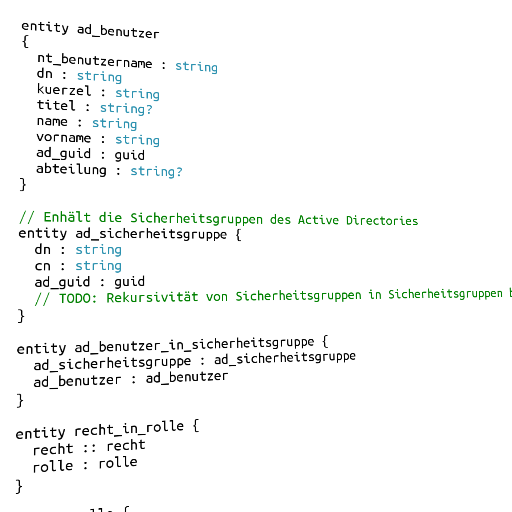 entity ad_benutzer
{
  nt_benutzername : string
  dn : string
  kuerzel : string
  titel : string?
  name : string
  vorname : string
  ad_guid : guid
  abteilung : string?
}

// Enhält die Sicherheitsgruppen des Active Directories
entity ad_sicherheitsgruppe {
  dn : string
  cn : string
  ad_guid : guid
  // TODO: Rekursivität von Sicherheitsgruppen in Sicherheitsgruppen
}

entity ad_benutzer_in_sicherheitsgruppe {
  ad_sicherheitsgruppe : ad_sicherheitsgruppe
  ad_benutzer : ad_benutzer
}

entity recht_in_rolle {
  recht :: recht
  rolle : rolle
}